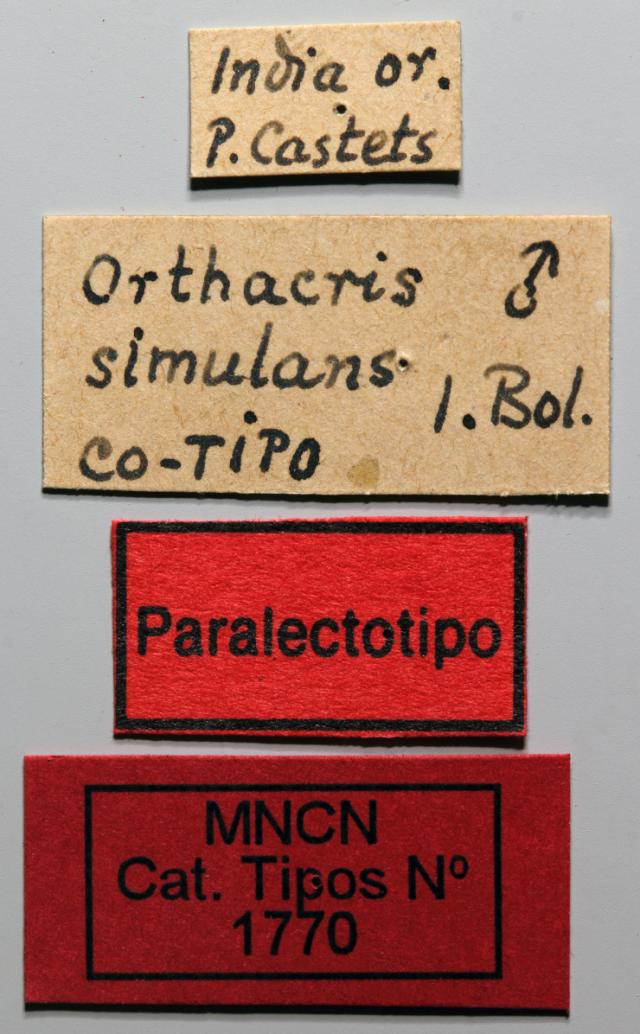 India or.
P. Castets
Orthacris ♂
simulans
I. Bol.
CO-TiPO
Paralectotipo
MNCN
Cat. Tipos Nº
1770